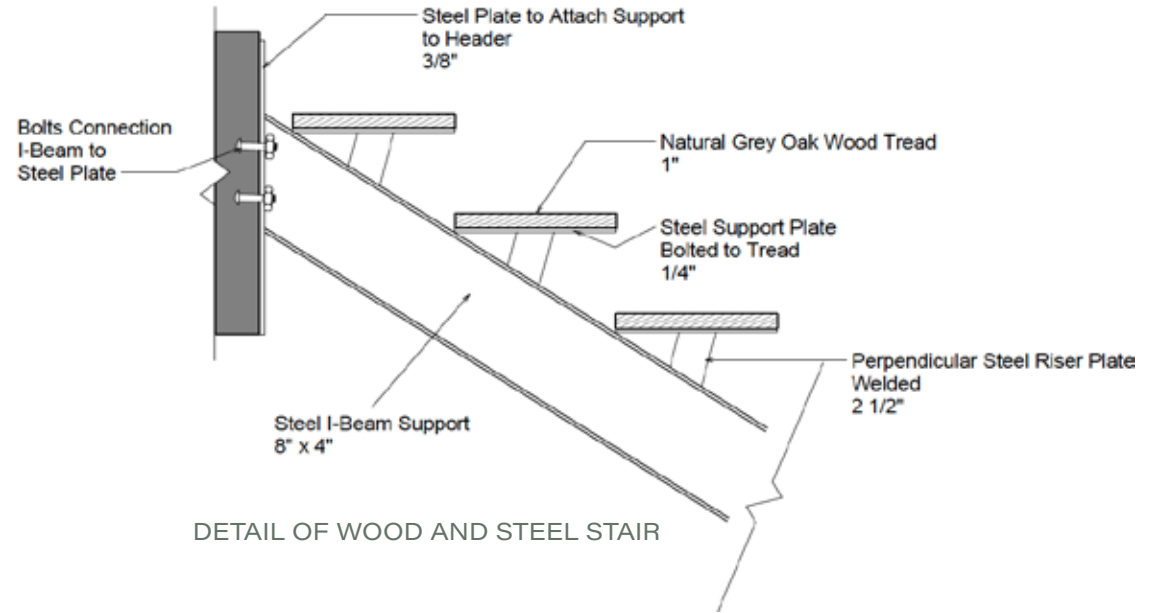 Steel Plate to Attach Support
to Header
3/8"
Bolts Connection
I-Beam to
Steel Plate
Natural Grey Oak Wood Tread
1"
Steel Support Plate
Bolted to Tread
1/4"
Perpendicular Steel Riser Plate
Welded
2 1/2"
Steel I-Beam Support
8" x 4"
DETAIL OF WOOD AND STEEL STAIR